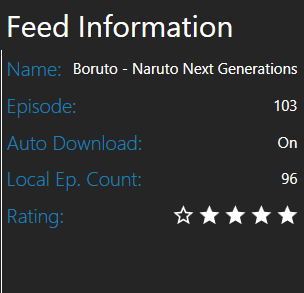 Feed Information
Name: Boruto - Naruto Next Generations
Episode: 103
Auto Download: On
Local Ep. Count: 96
Rating: